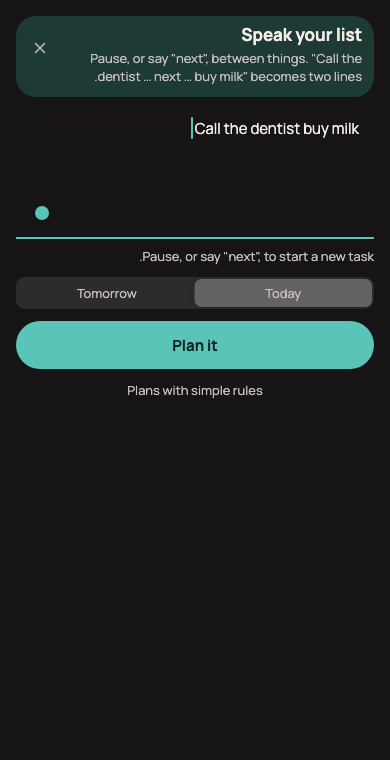 Speak your list
Pause, or say "next", between things. "Call the
dentist … next … buy milk" becomes two lines.
Call the dentist buy milk
Pause, or say "next", to start a new task.
Today
Tomorrow
Plan it
Plans with simple rules